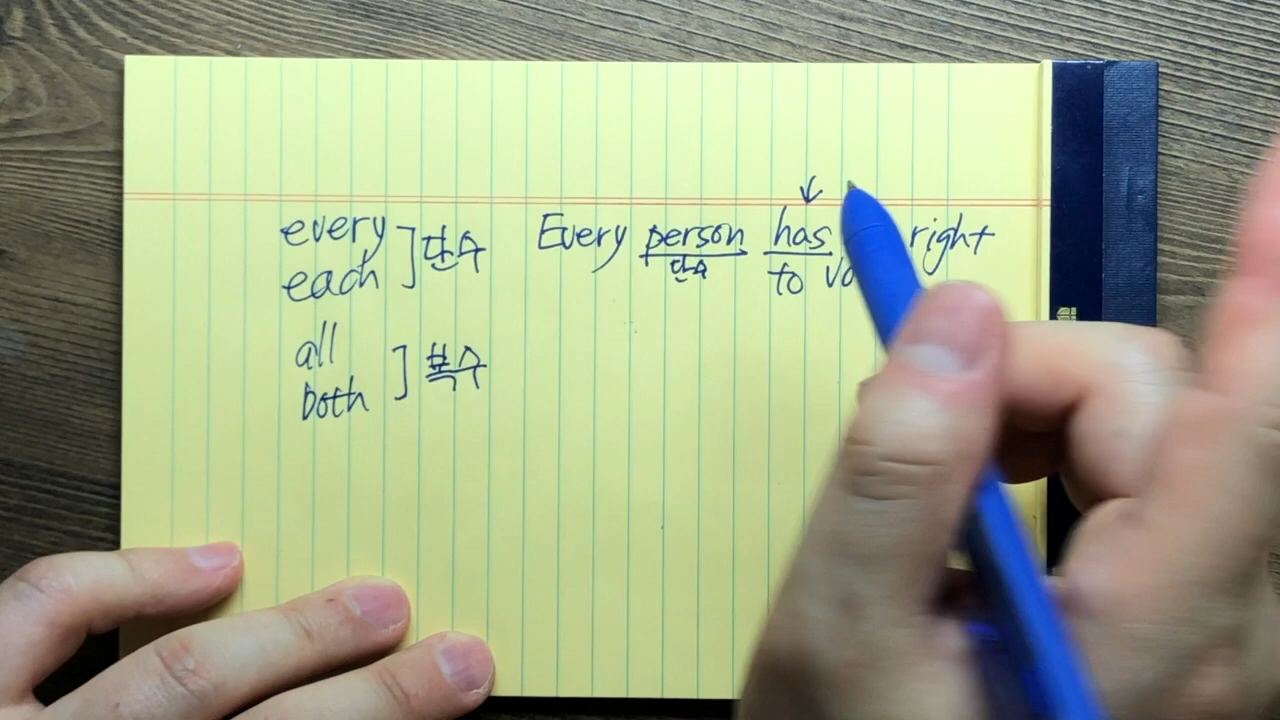 every
each
단수
all
both
복수
Every person has right
단수
to